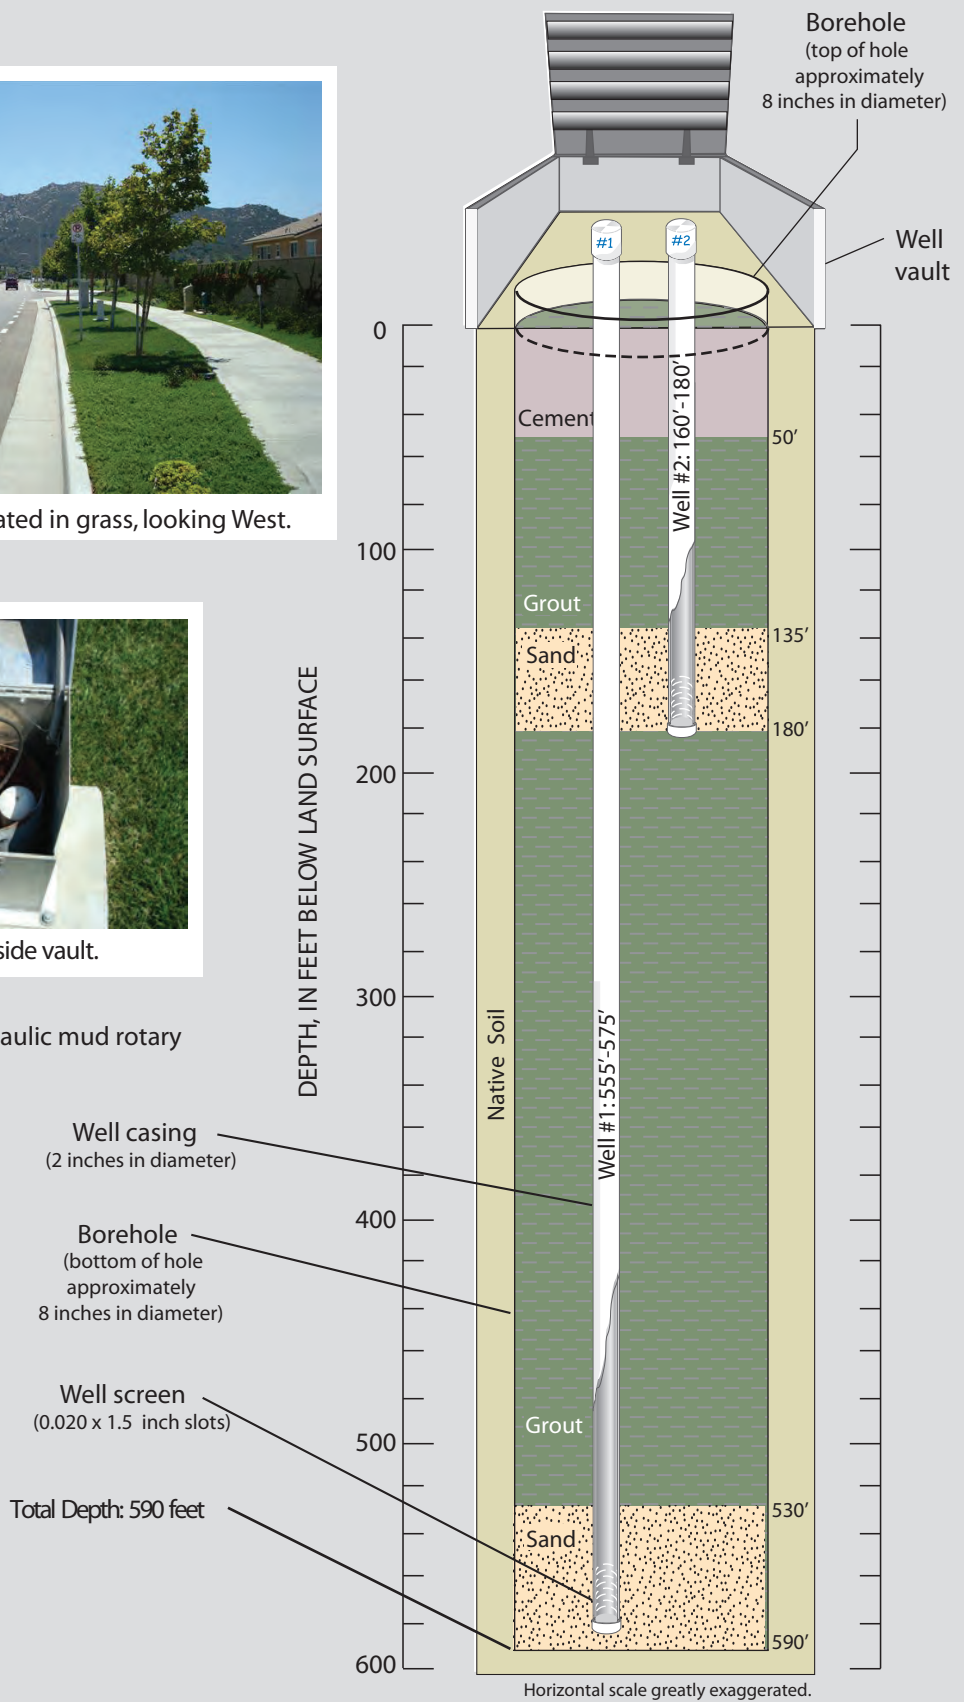 Borehole
(top of hole
approximately
8 inches in diameter)
Well
vault
#1
#2
ated in grass, looking West.
side vault.
aulic mud rotary
DEPTH, IN FEET BELOW LAND SURFACE
0
100
200
300
400
500
600
Cement
50′
Well #2: 160′-180′
Grout
135′
Sand
180′
Native Soil
Well #1: 555′-575′
Well casing
(2 inches in diameter)
Borehole
(bottom of hole
approximately
8 inches in diameter)
Well screen
(0.020 x 1.5 inch slots)
Grout
Total Depth: 590 feet
530′
Sand
590′
Horizontal scale greatly exaggerated.